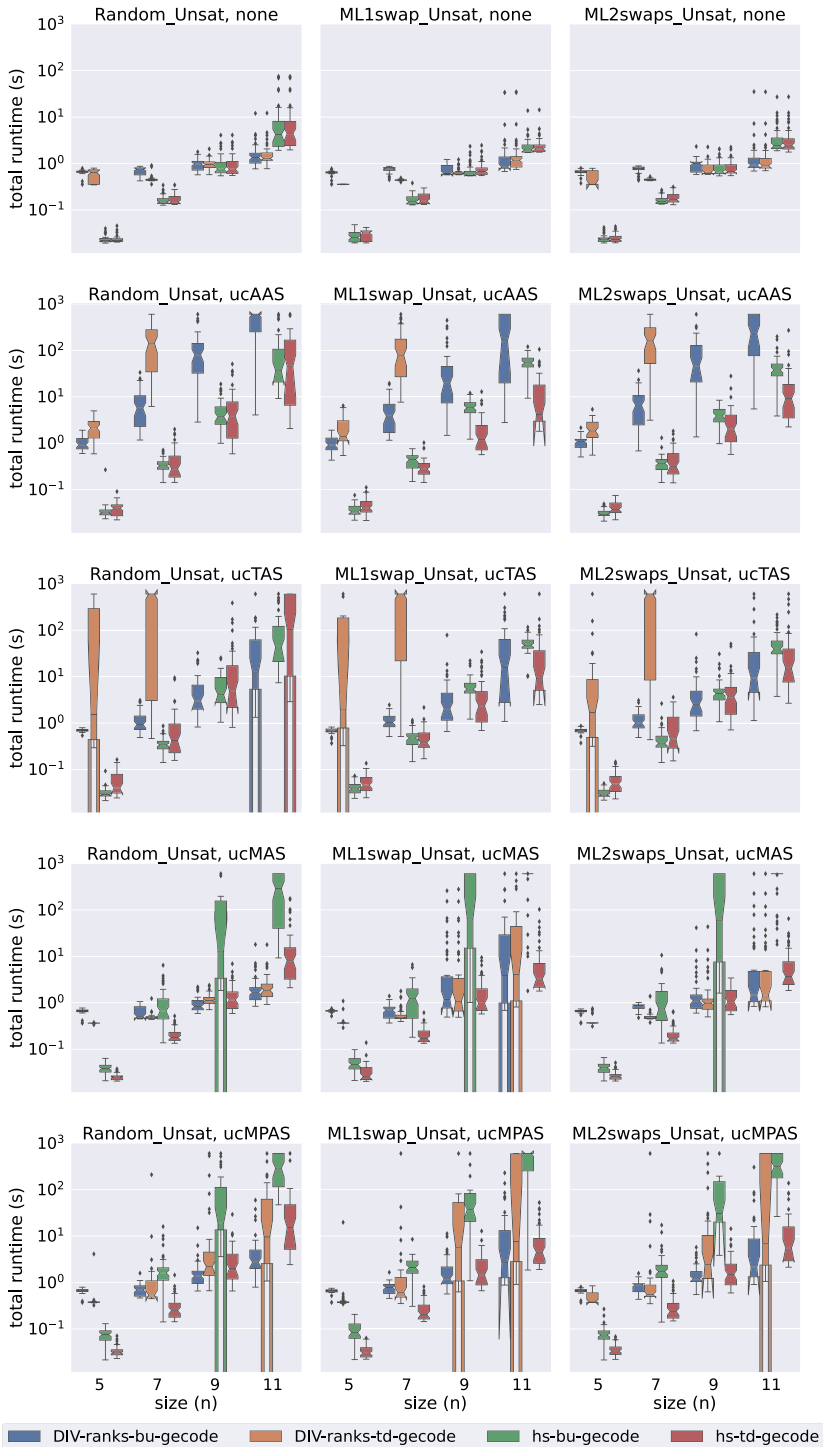 Random_Unsat, none ML1swap_Unsat, none ML2swaps_Unsat, none
10³
10²
10¹
10⁰
10⁻¹
total runtime (s)
Random_Unsat, ucAAS ML1swap_Unsat, ucAAS ML2swaps_Unsat, ucAAS
10³
10²
10¹
10⁰
10⁻¹
total runtime (s)
Random_Unsat, ucTAS ML1swap_Unsat, ucTAS ML2swaps_Unsat, ucTAS
10³
10²
10¹
10⁰
10⁻¹
total runtime (s)
Random_Unsat, ucMAS ML1swap_Unsat, ucMAS ML2swaps_Unsat, ucMAS
10³
10²
10¹
10⁰
10⁻¹
total runtime (s)
Random_Unsat, ucMPAS ML1swap_Unsat, ucMPAS ML2swaps_Unsat, ucMPAS
10³
10²
10¹
10⁰
10⁻¹
total runtime (s)
5 7 9 11 5 7 9 11 5 7 9 11
size (n) size (n) size (n)
DIV-ranks-bu-gecode DIV-ranks-td-gecode hs-bu-gecode hs-td-gecode